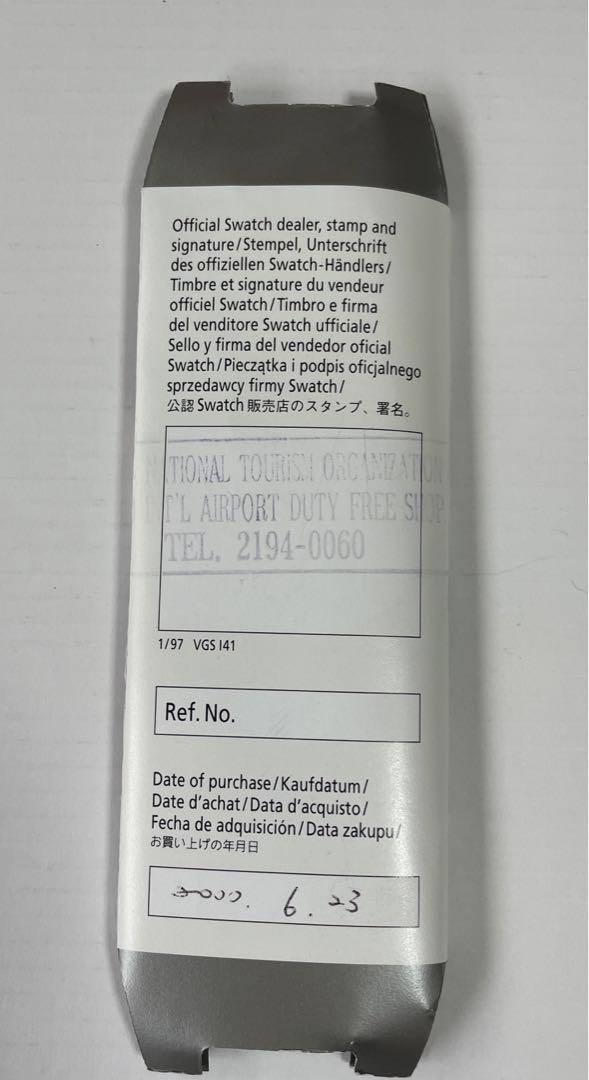 Official Swatch dealer, stamp and
signature/Stempel, Unterschrift
des offiziellen Swatch-Händlers/
Timbre et signature du vendeur
officiel Swatch/Timbro e firma
del venditore Swatch ufficiale/
Sello y firma del vendedor oficial
Swatch/Pieczątka i podpis oficjalnego
sprzedawcy firmy Swatch/
公認 Swatch 販売店のスタンプ、署名。
NATIONAL TOURISM ORGANIZATION
INT'L AIRPORT DUTY FREE SHOP
TEL. 2194-0060
1/97 VGS I41
Ref. No.
Date of purchase/Kaufdatum/
Date d'achat/Data d'acquisto/
Fecha de adquisición/Data zakupu/
お買い上げの年月日
2000. 6. 23